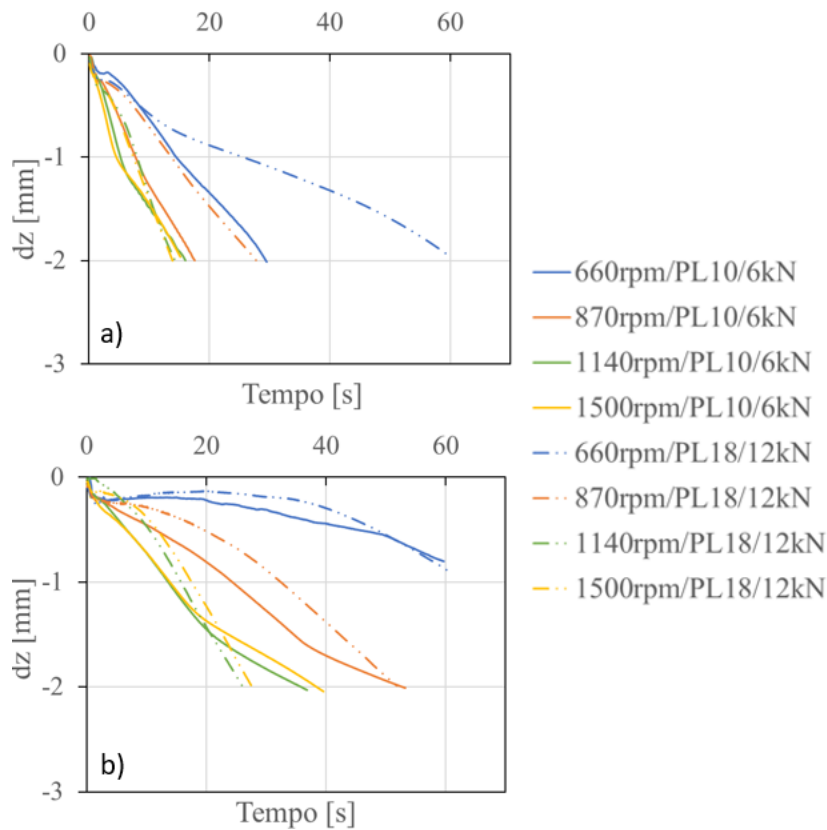 0 20 40 60
0
-1
-2
-3
dz [mm]
a)
Tempo [s]
0 20 40 60
0
-1
-2
-3
dz [mm]
b)
Tempo [s]
660rpm/PL10/6kN
870rpm/PL10/6kN
1140rpm/PL10/6kN
1500rpm/PL10/6kN
660rpm/PL18/12kN
870rpm/PL18/12kN
1140rpm/PL18/12kN
1500rpm/PL18/12kN